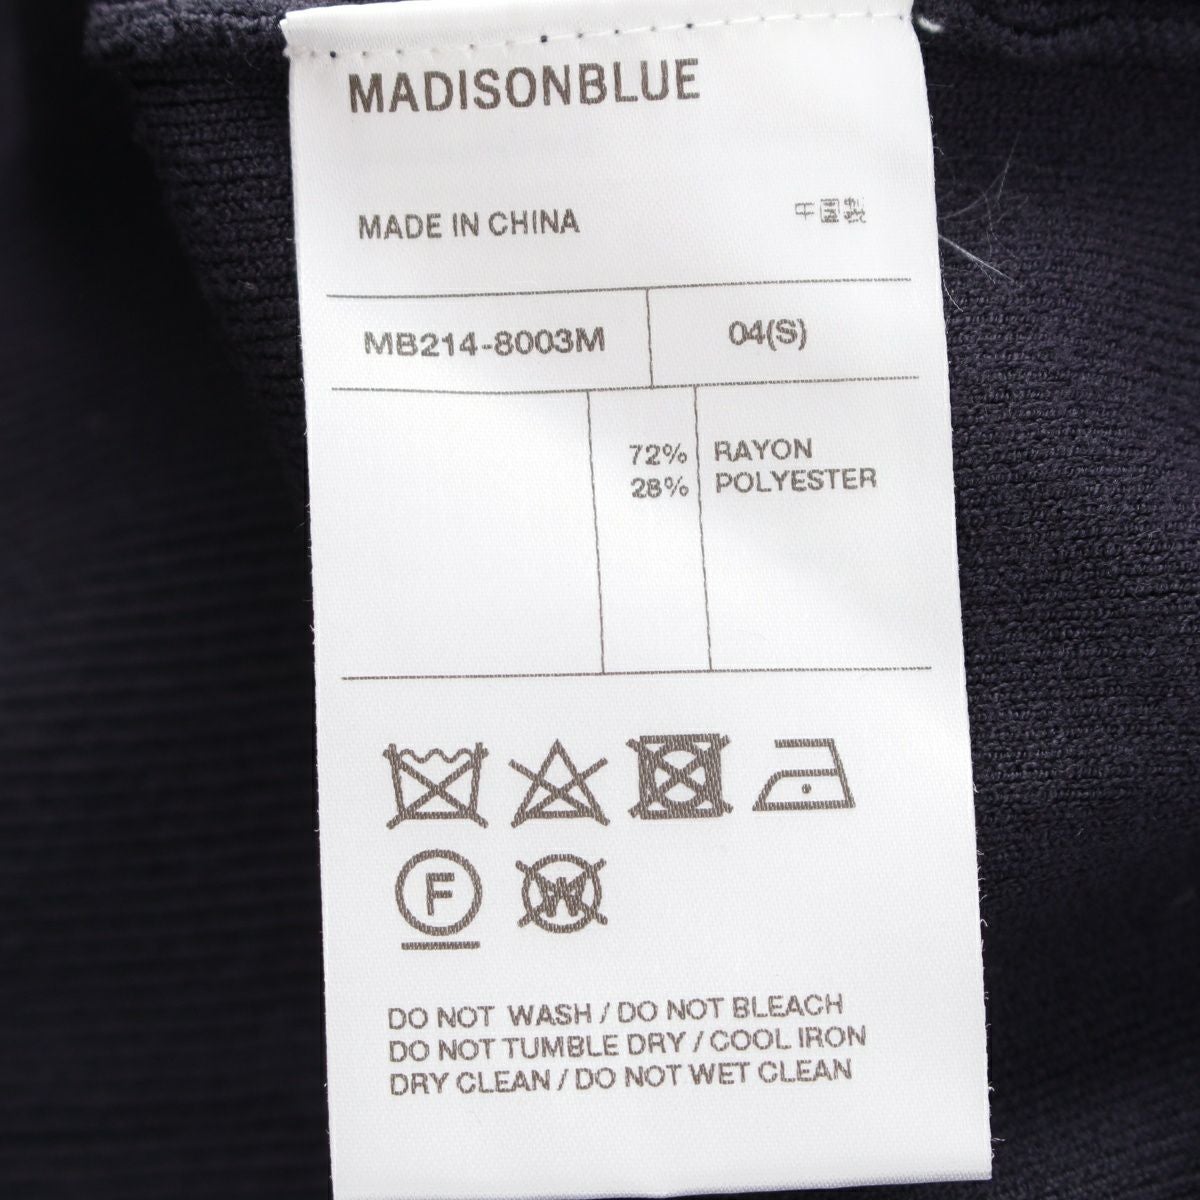 MADISONBLUE
MADE IN CHINA 中国製
MB214-8003M 04(S)
72% RAYON
28% POLYESTER
F
W
DO NOT WASH / DO NOT BLEACH
DO NOT TUMBLE DRY / COOL IRON
DRY CLEAN / DO NOT WET CLEAN